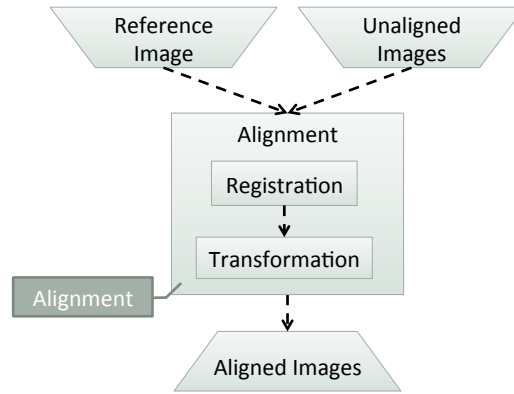 Reference
Image
Unaligned
Images
Alignment
Registration
Transformation
Alignment
Aligned Images